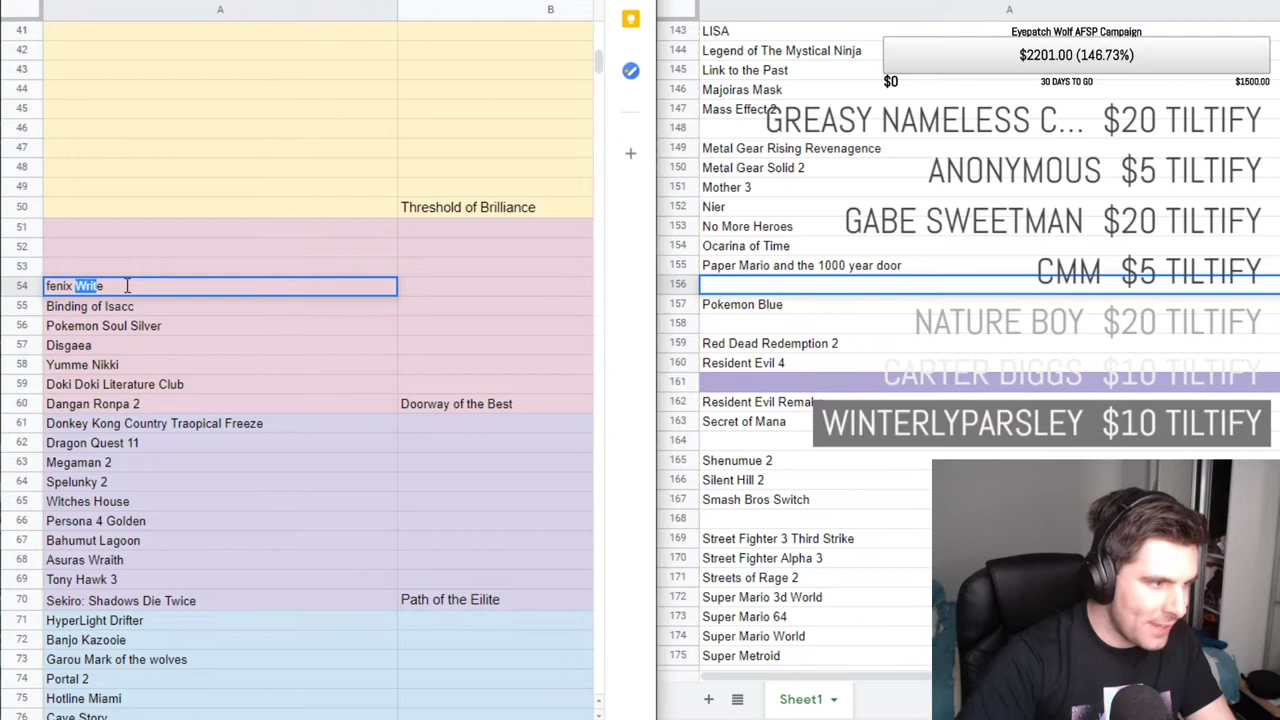 A
B
41
42
43
44
45
46
47
48
49
50 Threshold of Brilliance
51
52
53
54 fenix Write
55 Binding of Isacc
56 Pokemon Soul Silver
57 Disgaea
58 Yumme Nikki
59 Doki Doki Literature Club
60 Dangan Ronpa 2 Doorway of the Best
61 Donkey Kong Country Traopical Freeze
62 Dragon Quest 11
63 Megaman 2
64 Spelunky 2
65 Witches House
66 Persona 4 Golden
67 Bahumut Lagoon
68 Asuras Wraith
69 Tony Hawk 3
70 Sekiro: Shadows Die Twice Path of the Eilite
71 HyperLight Drifter
72 Banjo Kazooie
73 Garou Mark of the wolves
74 Portal 2
75 Hotline Miami
76 Cave Story
A
143 LISA
144 Legend of The Mystical Ninja
145 Link to the Past
146 Majoiras Mask
147 Mass Effect 2
148
149 Metal Gear Rising Revenagence
150 Metal Gear Solid 2
151 Mother 3
152 Nier
153 No More Heroes
154 Ocarina of Time
155 Paper Mario and the 1000 year door
156
157 Pokemon Blue
158
159 Red Dead Redemption 2
160 Resident Evil 4
161
162 Resident Evil Remake
163 Secret of Mana
164
165 Shenumue 2
166 Silent Hill 2
167 Smash Bros Switch
168
169 Street Fighter 3 Third Strike
170 Street Fighter Alpha 3
171 Streets of Rage 2
172 Super Mario 3d World
173 Super Mario 64
174 Super Mario World
175 Super Metroid
Sheet1
Eyepatch Wolf AFSP Campaign
$2201.00 (146.73%)
$0 30 DAYS TO GO $1500.00
GREASY NAMELESS C... $20 TILTIFY
ANONYMOUS $5 TILTIFY
GABE SWEETMAN $20 TILTIFY
CMM $5 TILTIFY
NATURE BOY $20 TILTIFY
CARTER DIGGS $10 TILTIFY
WINTERLYPARSLEY $10 TILTIFY